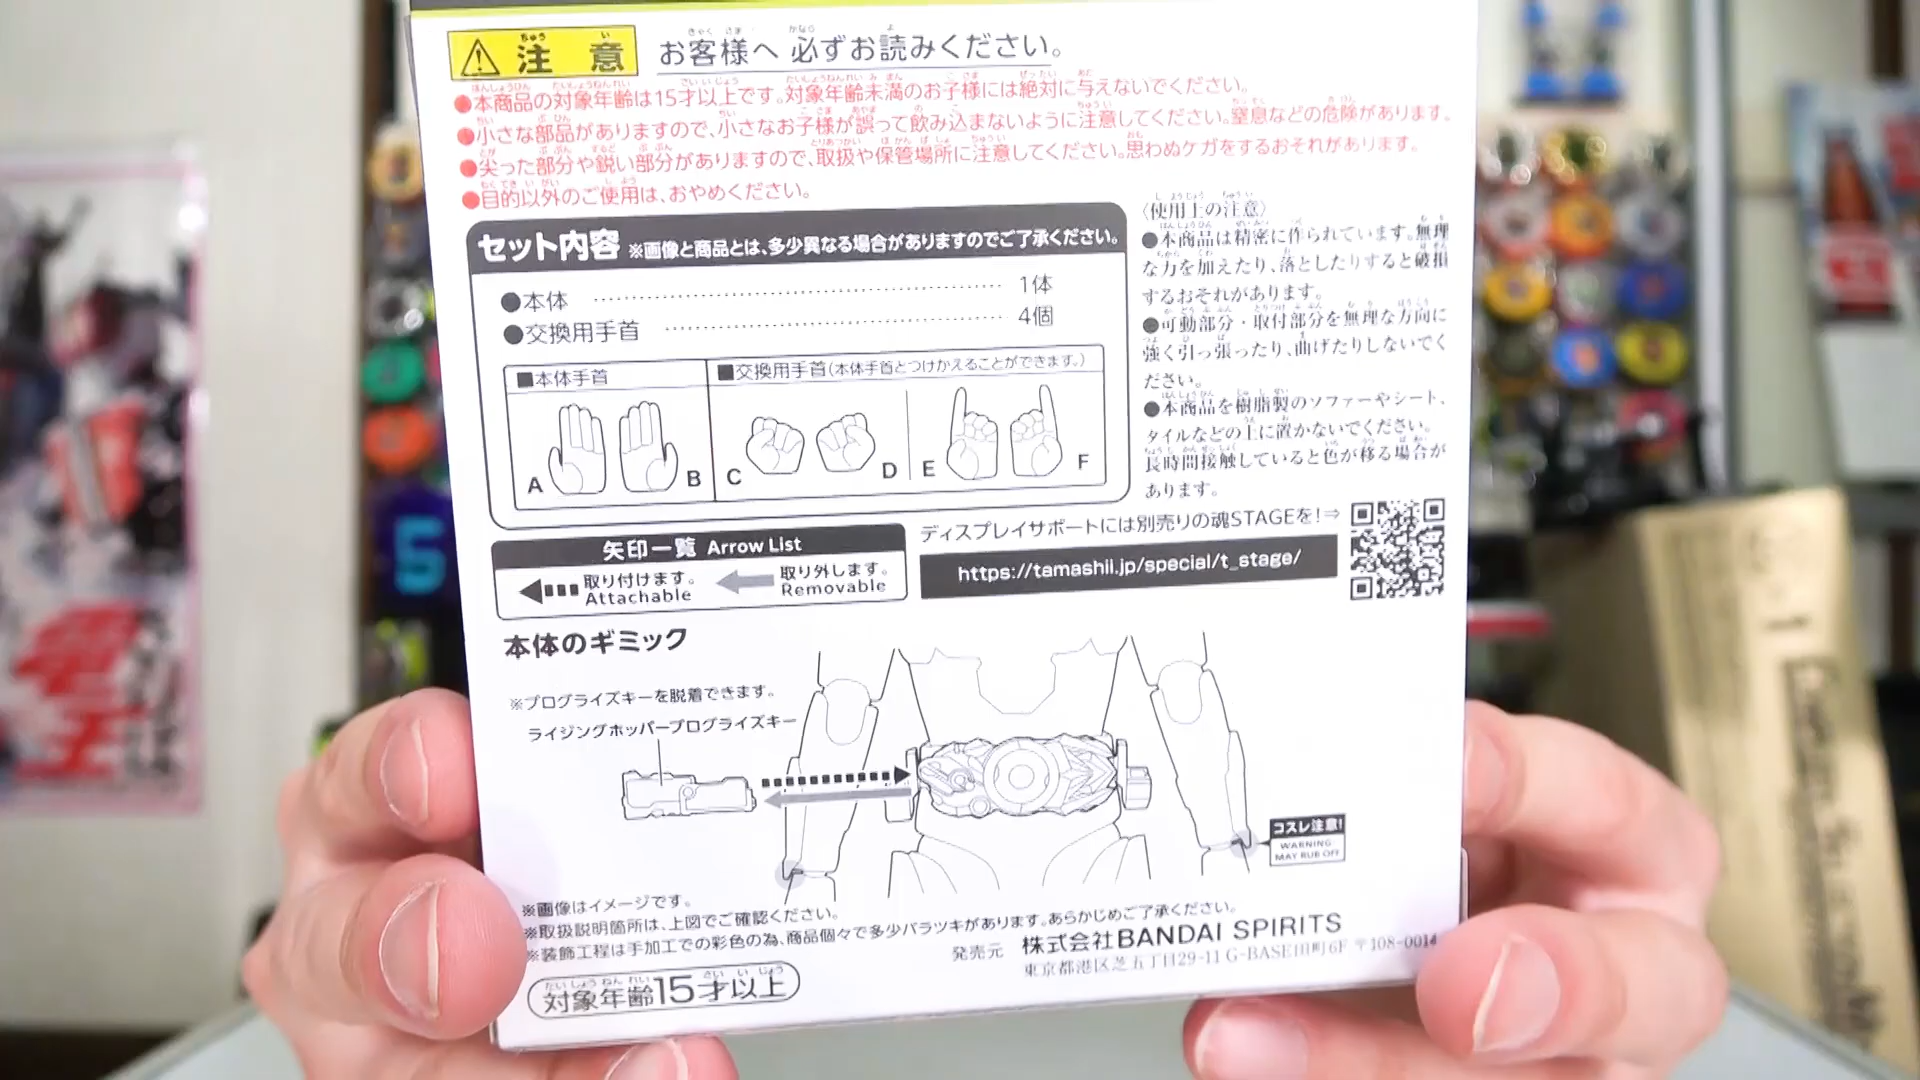 注意 お客様へ 必ずお読みください。
●本商品の対象年齢は15才以上です。対象年齢未満のお子様には絶対に与えないでください。
●小さな部品がありますので、小さなお子様が誤って飲み込まないように注意してください。窒息などの危険があります。
●尖った部分や鋭い部分がありますので、取扱や保管場所に注意してください。思わぬケガをするおそれがあります。
●目的以外のご使用は、おやめください。
セット内容 ※画像と商品とは、多少異なる場合がありますのでご了承ください。
●本体 1体
●交換用手首 4個
■本体手首
■交換用手首(本体手首とつけかえることができます。)
A B C D E F
〈使用上の注意〉
●本商品は精密に作られています。無理
な力を加えたり、落としたりすると破損
するおそれがあります。
●可動部分・取付部分を無理な方向に
強く引っ張ったり、曲げたりしないでく
ださい。
●本商品を樹脂製のソファーやシート、
タイルなどの上に置かないでください。
長時間接触していると色が移る場合が
あります。
矢印一覧 Arrow List
取り付けます。
Attachable
取り外します。
Removable
ディスプレイサポートには別売りの魂STAGEを!⇒
https://tamashii.jp/special/t_stage/
本体のギミック
※プログライズキーを脱着できます。
ライジングホッパープログライズキー
コスレ注意!
WARNING
MAY RUB OFF
※画像はイメージです。
※取扱説明箇所は、上図でご確認ください。
※装飾工程は手加工での彩色の為、商品個々で多少バラツキがあります。あらかじめご了承ください。
対象年齢15才以上
発売元 株式会社BANDAI SPIRITS
東京都港区芝五丁目29-11 G-BASE田町6F 〒108-0014
5